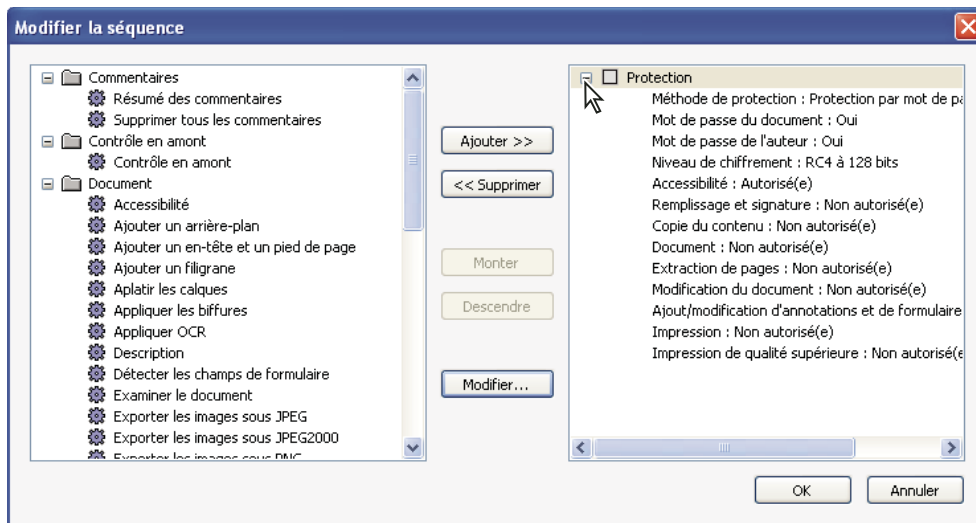 Modifier la séquence
Commentaires
Résumé des commentaires
Supprimer tous les commentaires
Contrôle en amont
Contrôle en amont
Document
Accessibilité
Ajouter un arrière-plan
Ajouter un en-tête et un pied de page
Ajouter un filigrane
Aplatir les calques
Appliquer les biffures
Appliquer OCR
Description
Détecter les champs de formulaire
Examiner le document
Exporter les images sous JPEG
Exporter les images sous JPEG2000
Exporter les images sous PNG
Ajouter >>
<< Supprimer
Monter
Descendre
Modifier...
Protection
Méthode de protection : Protection par mot de pa
Mot de passe du document : Oui
Mot de passe de l'auteur : Oui
Niveau de chiffrement : RC4 à 128 bits
Accessibilité : Autorisé(e)
Remplissage et signature : Non autorisé(e)
Copie du contenu : Non autorisé(e)
Document : Non autorisé(e)
Extraction de pages : Non autorisé(e)
Modification du document : Non autorisé(e)
Ajout/modification d'annotations et de formulaire
Impression : Non autorisé(e)
Impression de qualité supérieure : Non autorisé(e
OK
Annuler